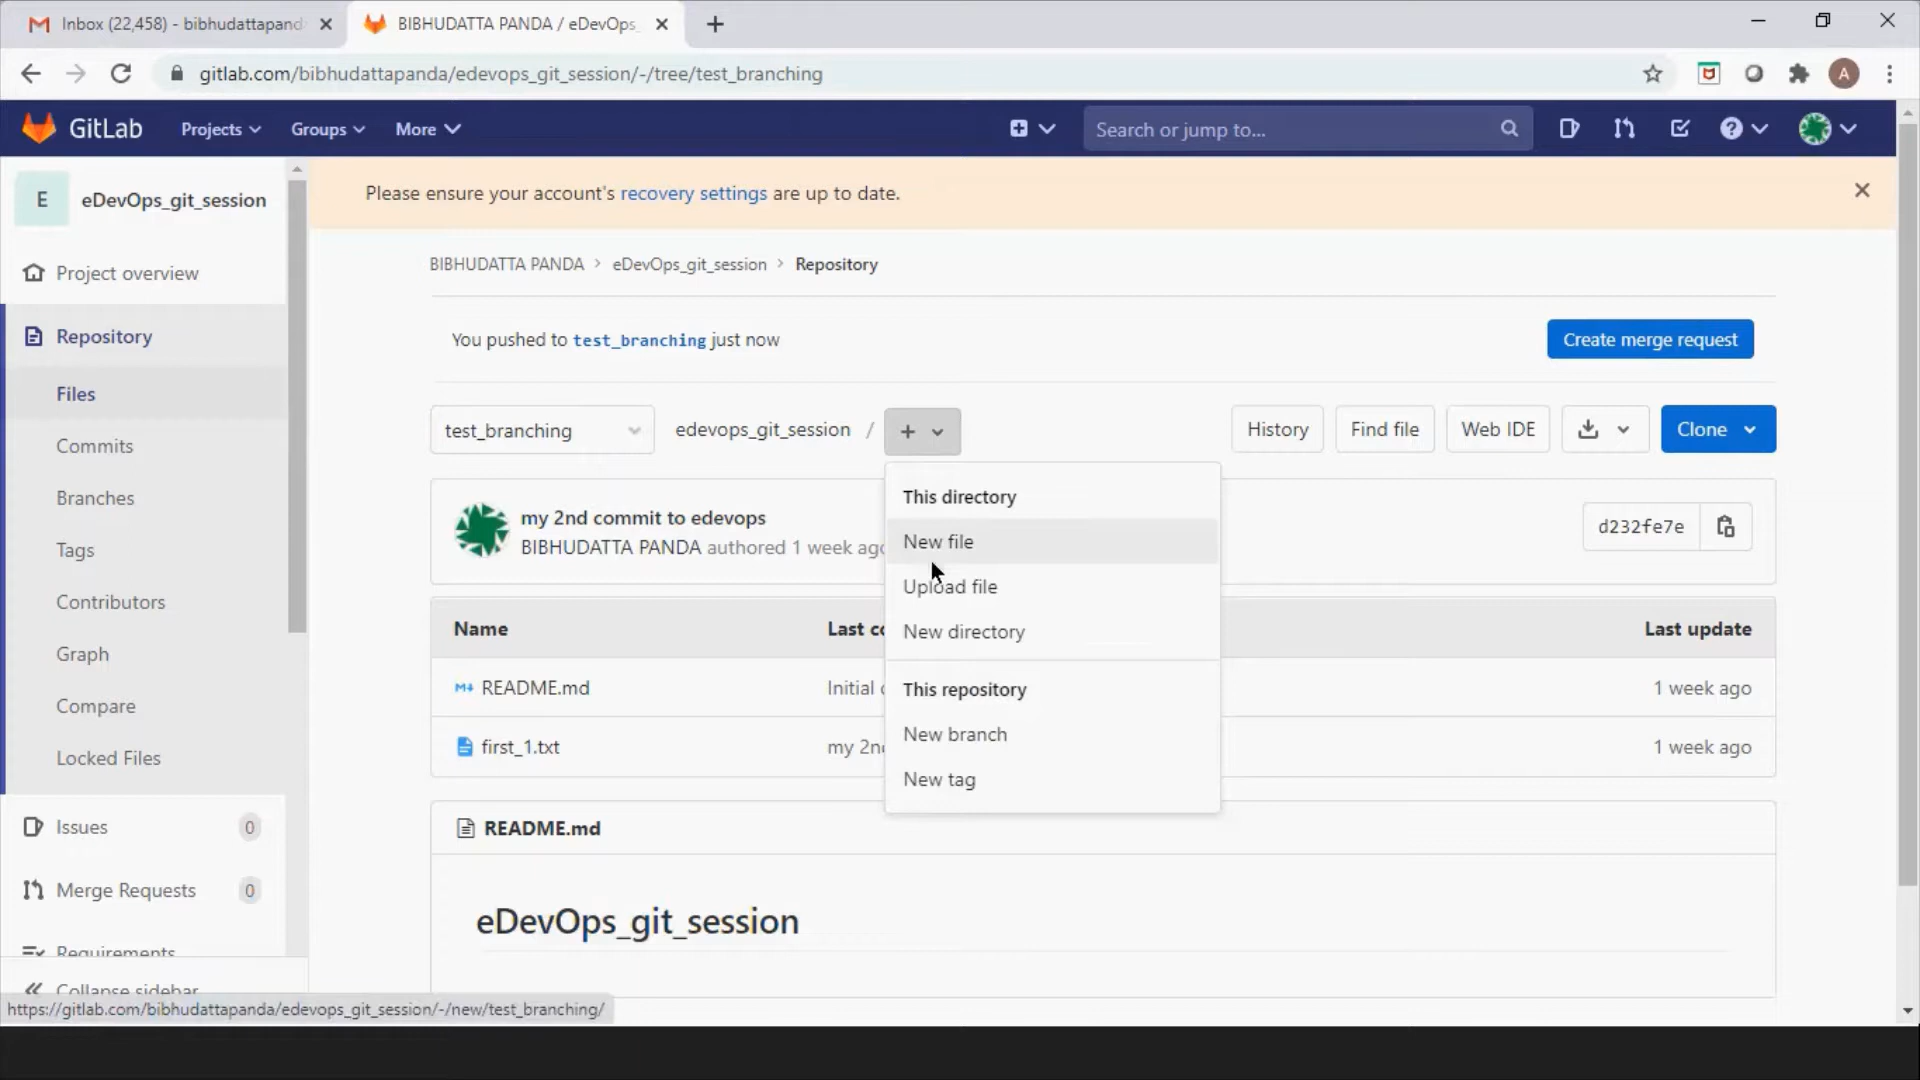 Inbox (22,458) - bibhudattapand
BIBHUDATTA PANDA / eDevOps_
gitlab.com/bibhudattapanda/edevops_git_session/-/tree/test_branching
A
GitLab
Projects
Groups
More
Search or jump to...
E
eDevOps_git_session
Please ensure your account's recovery settings are up to date.
Project overview
Repository
Files
Commits
Branches
Tags
Contributors
Graph
Compare
Locked Files
Issues 0
Merge Requests 0
Requirements
Collapse sidebar
BIBHUDATTA PANDA > eDevOps_git_session > Repository
You pushed to test_branching just now
Create merge request
test_branching
edevops_git_session / +
History
Find file
Web IDE
Clone
my 2nd commit to edevops
BIBHUDATTA PANDA authored 1 week ago
d232fe7e
This directory
New file
Upload file
New directory
This repository
New branch
New tag
Name Last co Last update
README.md Initial c 1 week ago
first_1.txt my 2n 1 week ago
README.md
eDevOps_git_session
https://gitlab.com/bibhudattapanda/edevops_git_session/-/new/test_branching/